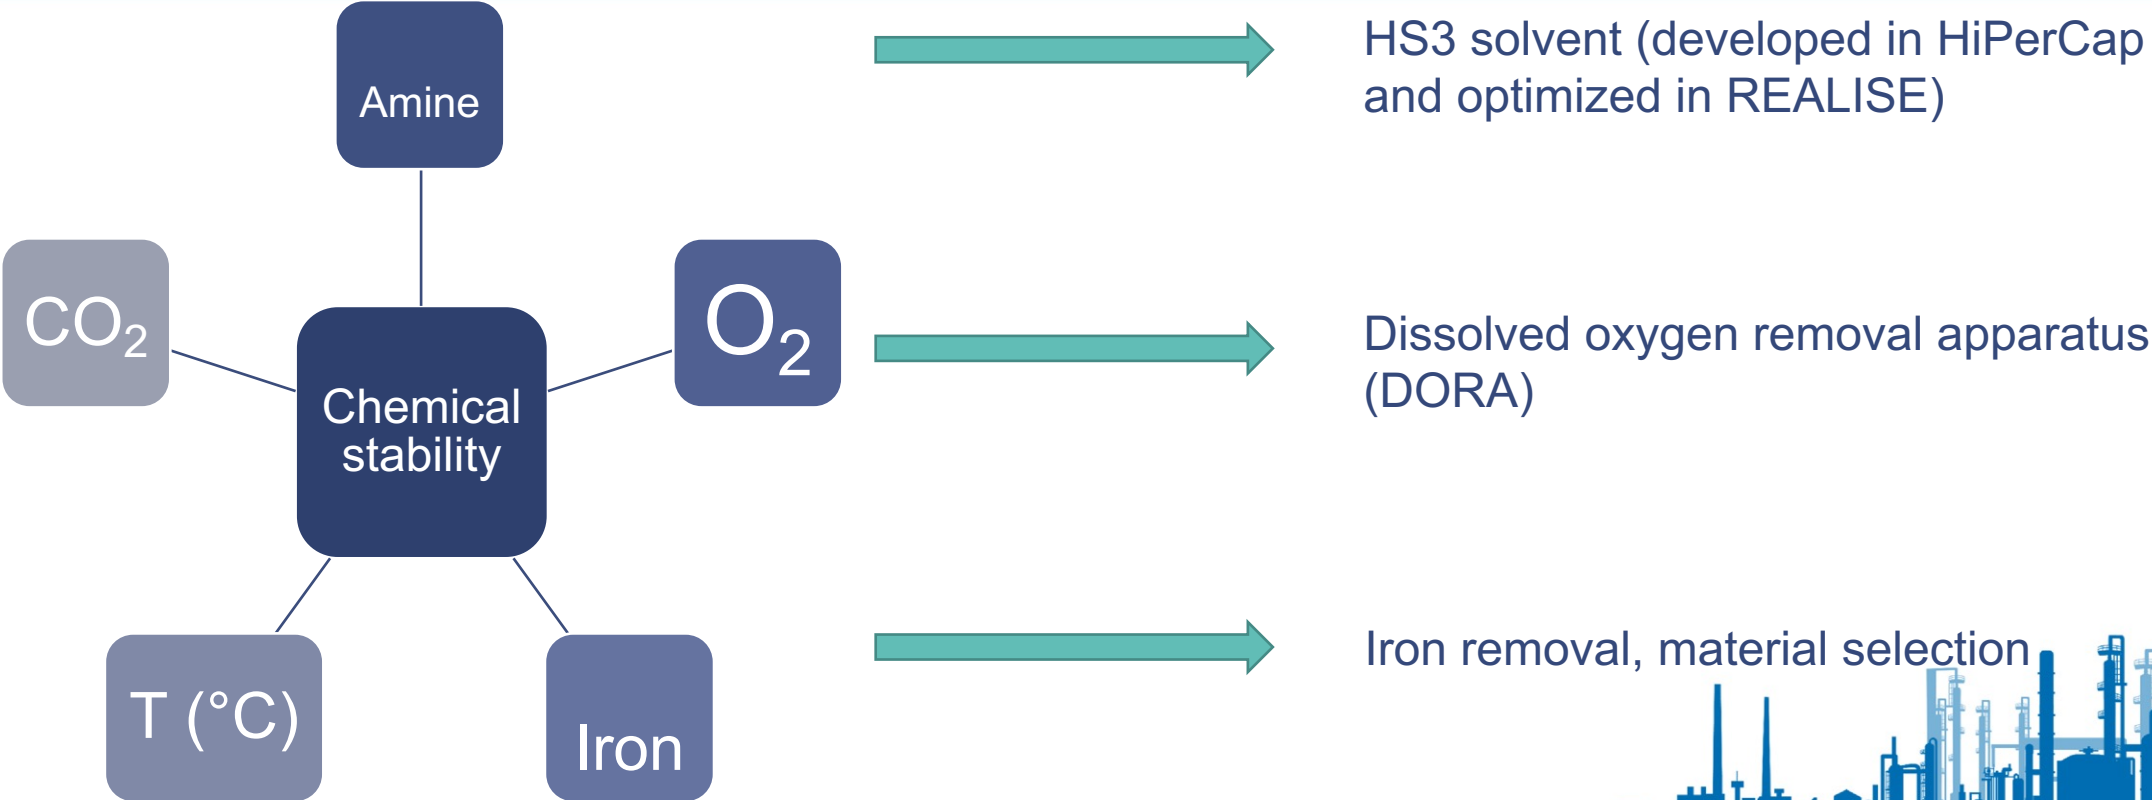 Amine
HS3 solvent (developed in HiPerCap
and optimized in REALISE)
CO₂
O₂
Chemical
stability
Dissolved oxygen removal apparatus
(DORA)
T (°C)
Iron
Iron removal, material selection